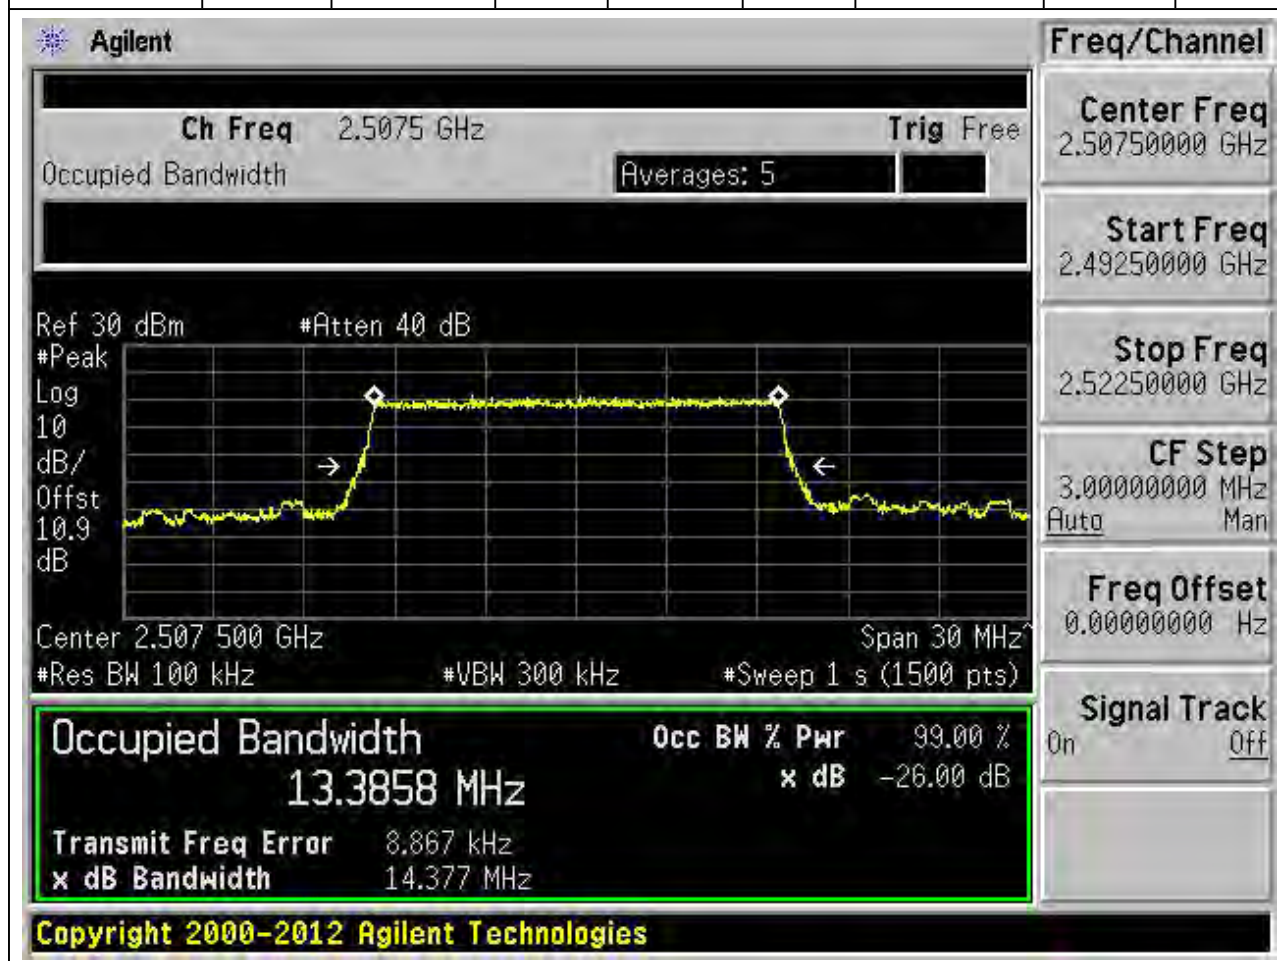 Agilent
Freq/Channel
Ch Freq 2.5075 GHz Trig Free
Occupied Bandwidth Averages: 5
Center Freq
2.50750000 GHz
Start Freq
2.49250000 GHz
Stop Freq
2.52250000 GHz
CF Step
3.00000000 MHz
Auto Man
Freq Offset
0.00000000 Hz
Signal Track
On Off
Ref 30 dBm #Atten 40 dB
#Peak
Log
10
dB/
Offst
10.9
dB
Center 2.507 500 GHz Span 30 MHz^
#Res BW 100 kHz #VBW 300 kHz #Sweep 1 s (1500 pts)
Occupied Bandwidth Occ BW % Pwr 99.00 %
13.3858 MHz x dB -26.00 dB
Transmit Freq Error 8.867 kHz
x dB Bandwidth 14.377 MHz
Copyright 2000-2012 Agilent Technologies